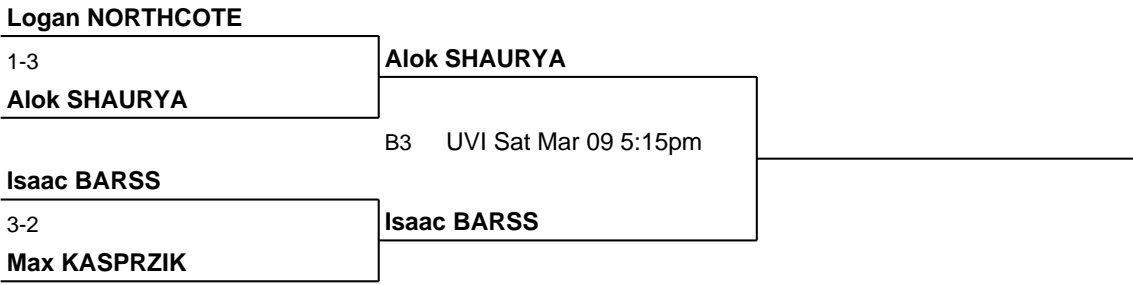 Logan NORTHCOTE
1-3
Alok SHAURYA
Alok SHAURYA
B3 UVI Sat Mar 09 5:15pm
Isaac BARSS
3-2
Isaac BARSS
Max KASPRZIK